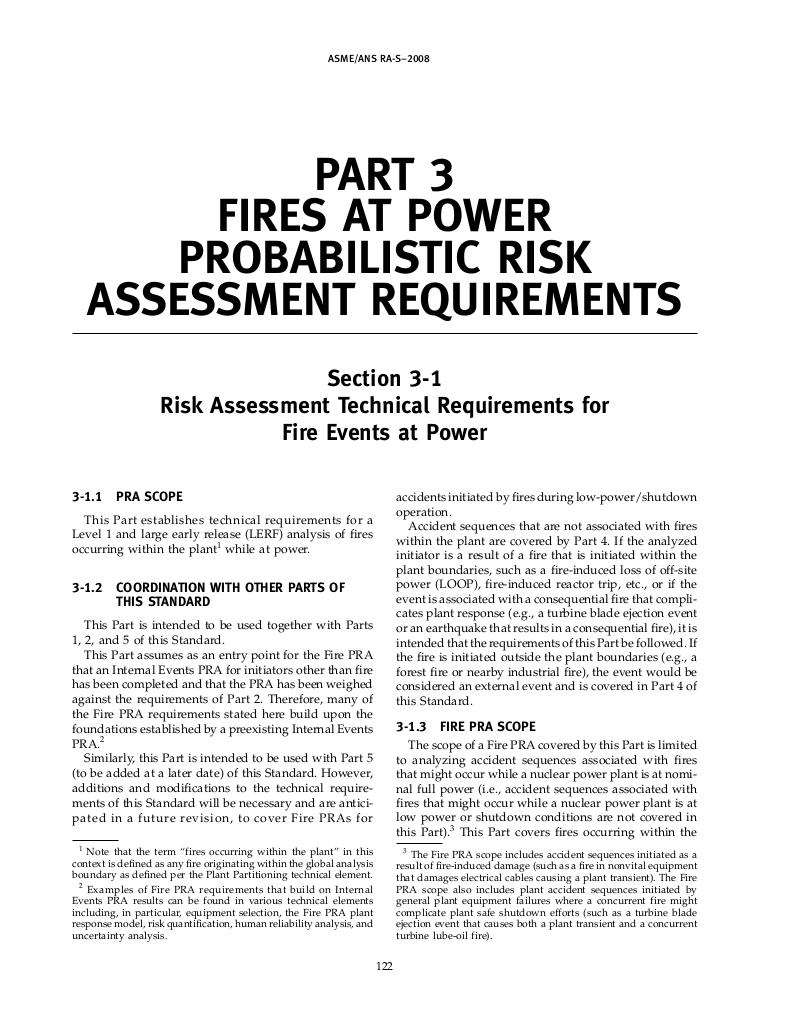 ASME/ANS RA-S–2008
PART 3
FIRES AT POWER
PROBABILISTIC RISK
ASSESSMENT REQUIREMENTS
Section 3-1
Risk Assessment Technical Requirements for
Fire Events at Power
3-1.1 PRA SCOPE
This Part establishes technical requirements for a
Level 1 and large early release (LERF) analysis of fires
occurring within the plant1 while at power.
3-1.2 COORDINATION WITH OTHER PARTS OF
THIS STANDARD
This Part is intended to be used together with Parts
1, 2, and 5 of this Standard.
This Part assumes as an entry point for the Fire PRA
that an Internal Events PRA for initiators other than fire
has been completed and that the PRA has been weighed
against the requirements of Part 2. Therefore, many of
the Fire PRA requirements stated here build upon the
foundations established by a preexisting Internal Events
PRA.2
Similarly, this Part is intended to be used with Part 5
(to be added at a later date) of this Standard. However,
additions and modifications to the technical require-
ments of this Standard will be necessary and are antici-
pated in a future revision, to cover Fire PRAs for
1 Note that the term “fires occurring within the plant” in this
context is defined as any fire originating within the global analysis
boundary as defined per the Plant Partitioning technical element.
2 Examples of Fire PRA requirements that build on Internal
Events PRA results can be found in various technical elements
including, in particular, equipment selection, the Fire PRA plant
response model, risk quantification, human reliability analysis, and
uncertainty analysis.
accidents initiated by fires during low-power/shutdown
operation.
Accident sequences that are not associated with fires
within the plant are covered by Part 4. If the analyzed
initiator is a result of a fire that is initiated within the
plant boundaries, such as a fire-induced loss of off-site
power (LOOP), fire-induced reactor trip, etc., or if the
event is associated with a consequential fire that compli-
cates plant response (e.g., a turbine blade ejection event
or an earthquake that results in a consequential fire), it is
intended that the requirements of this Part be followed. If
the fire is initiated outside the plant boundaries (e.g., a
forest fire or nearby industrial fire), the event would be
considered an external event and is covered in Part 4 of
this Standard.
3-1.3 FIRE PRA SCOPE
The scope of a Fire PRA covered by this Part is limited
to analyzing accident sequences associated with fires
that might occur while a nuclear power plant is at nomi-
nal full power (i.e., accident sequences associated with
fires that might occur while a nuclear power plant is at
low power or shutdown conditions are not covered in
this Part).3 This Part covers fires occurring within the
3 The Fire PRA scope includes accident sequences initiated as a
result of fire-induced damage (such as a fire in nonvital equipment
that damages electrical cables causing a plant transient). The Fire
PRA scope also includes plant accident sequences initiated by
general plant equipment failures where a concurrent fire might
complicate plant safe shutdown efforts (such as a turbine blade
ejection event that causes both a plant transient and a concurrent
turbine lube-oil fire).
122